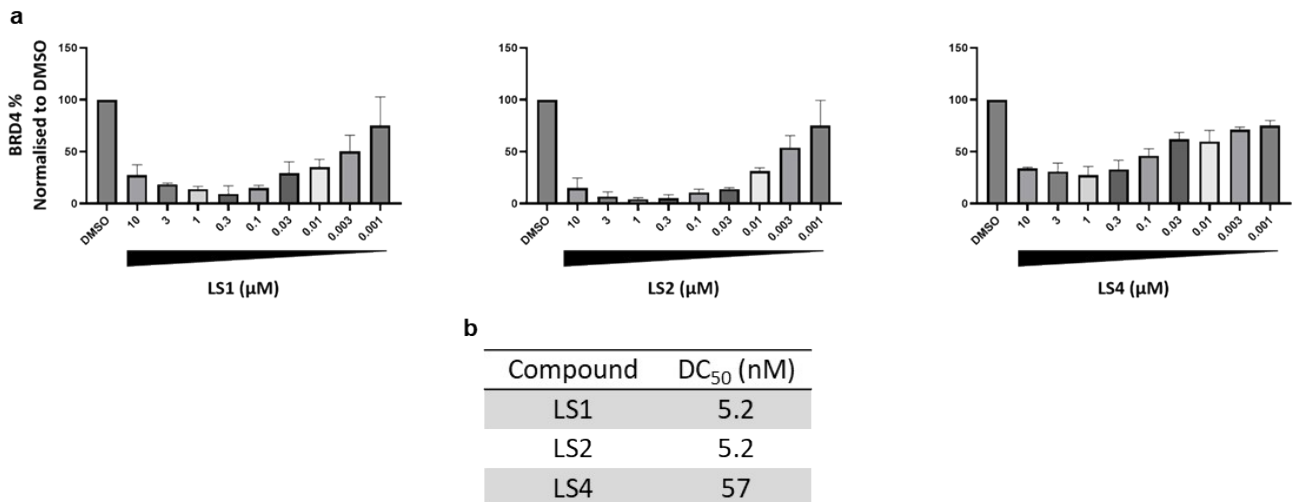 a
BRD4 %
Normalised to DMSO
150
100
50
0
DMSO 10 3 1 0.3 0.1 0.03 0.01 0.003 0.001
LS1 (µM)
150
100
50
0
DMSO 10 3 1 0.3 0.1 0.03 0.01 0.003 0.001
LS2 (µM)
150
100
50
0
DMSO 10 3 1 0.3 0.1 0.03 0.01 0.003 0.001
LS4 (µM)
b
Compound DC₅₀ (nM)
LS1 5.2
LS2 5.2
LS4 57